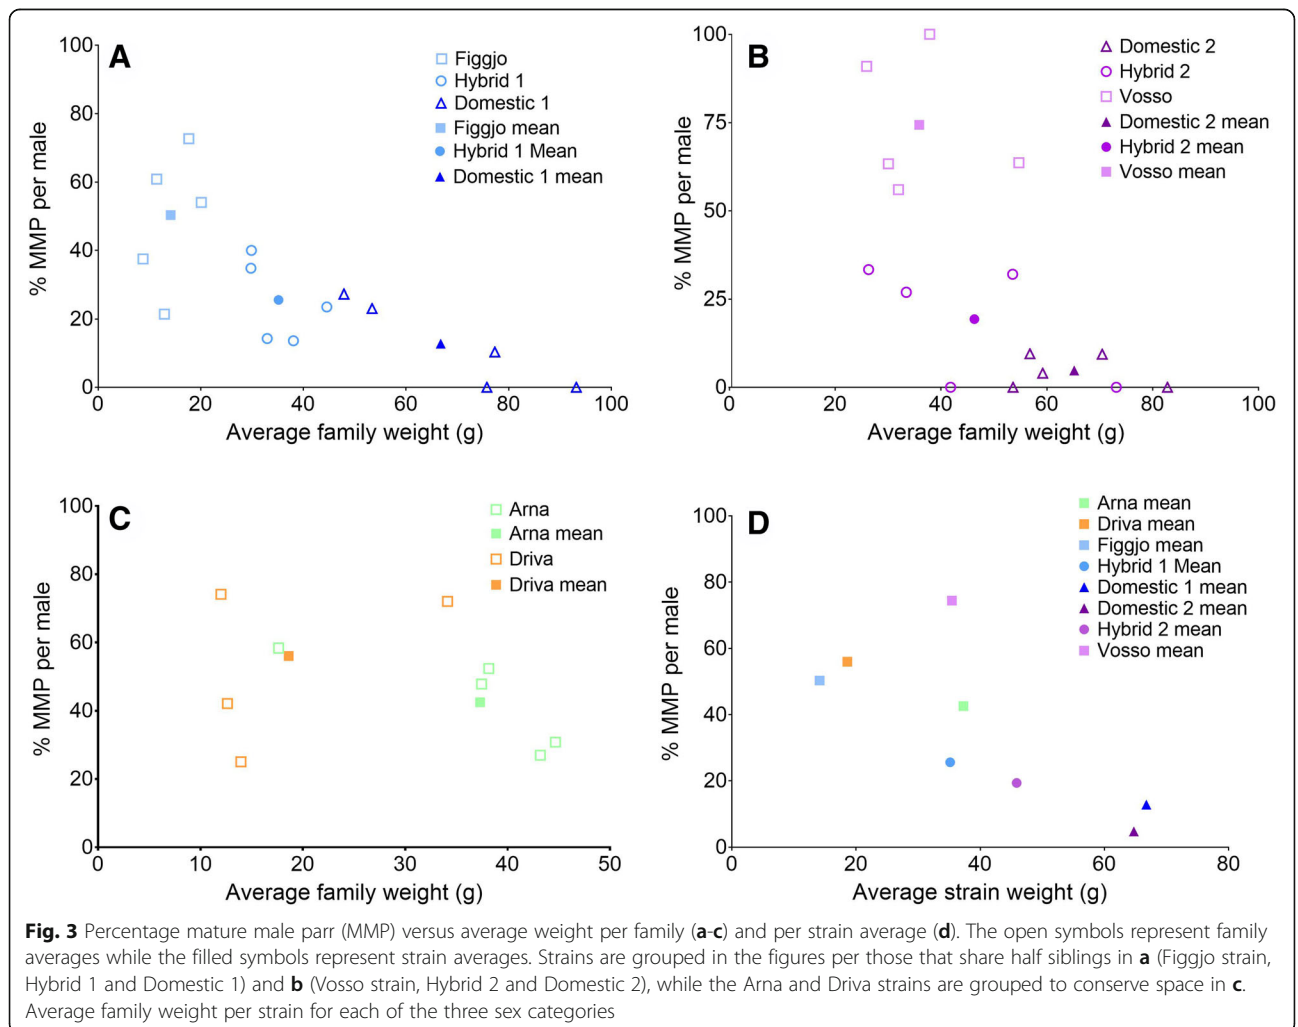 A
100
80
60
40
20
0
% MMP per male
0 20 40 60 80 100
Average family weight (g)
Figgjo
Hybrid 1
Domestic 1
Figgjo mean
Hybrid 1 Mean
Domestic 1 mean
B
100
75
50
25
0
% MMP per male
0 20 40 60 80 100
Average family weight (g)
Domestic 2
Hybrid 2
Vosso
Domestic 2 mean
Hybrid 2 mean
Vosso mean
C
100
80
60
40
20
0
% MMP per male
0 10 20 30 40 50
Average family weight (g)
Arna
Arna mean
Driva
Driva mean
D
100
80
60
40
20
0
% MMP per male
0 20 40 60 80
Average strain weight (g)
Arna mean
Driva mean
Figgjo mean
Hybrid 1 Mean
Domestic 1 mean
Domestic 2 mean
Hybrid 2 mean
Vosso mean
Fig. 3 Percentage mature male parr (MMP) versus average weight per family (a-c) and per strain average (d). The open symbols represent family
averages while the filled symbols represent strain averages. Strains are grouped in the figures per those that share half siblings in a (Figgjo strain,
Hybrid 1 and Domestic 1) and b (Vosso strain, Hybrid 2 and Domestic 2), while the Arna and Driva strains are grouped to conserve space in c.
Average family weight per strain for each of the three sex categories